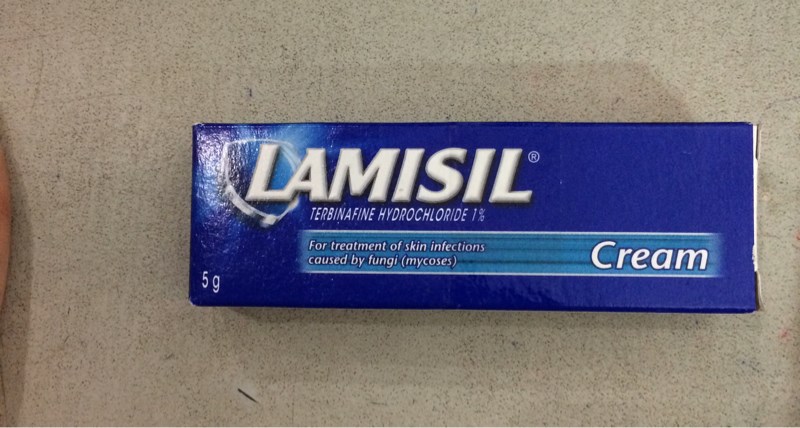 LAMISIL®
TERBINAFINE HYDROCHLORIDE 1%
For treatment of skin infections
caused by fungi (mycoses)
Cream
5 g